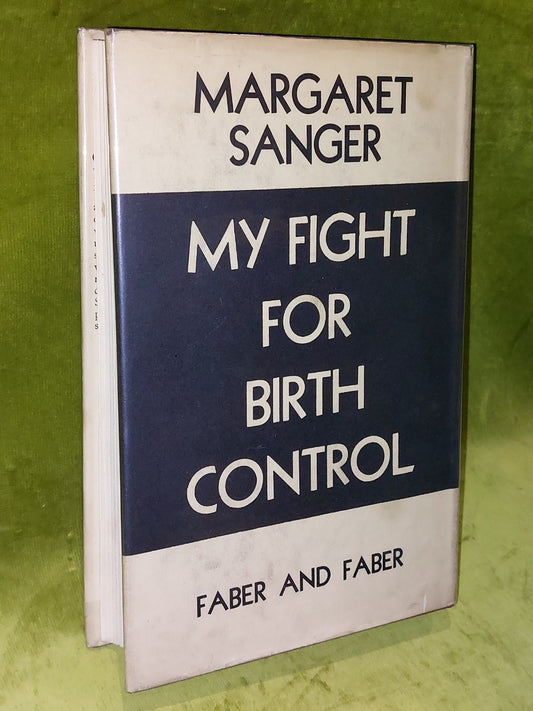 MARGARET
SANGER
MY FIGHT
FOR
BIRTH
CONTROL
FABER AND FABER